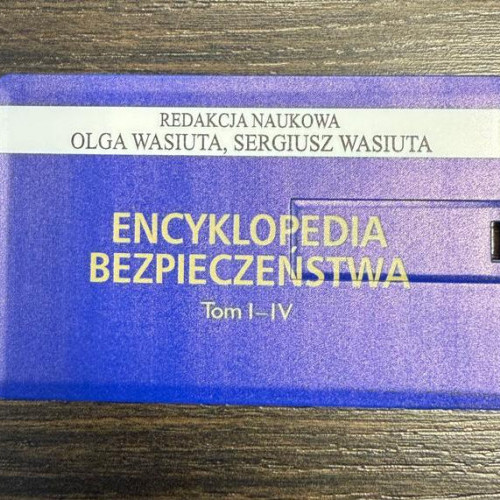 REDAKCJA NAUKOWA
OLGA WASIUTA, SERGIUSZ WASIUTA
ENCYKLOPEDIA
BEZPIECZEŃSTWA
Tom I–IV